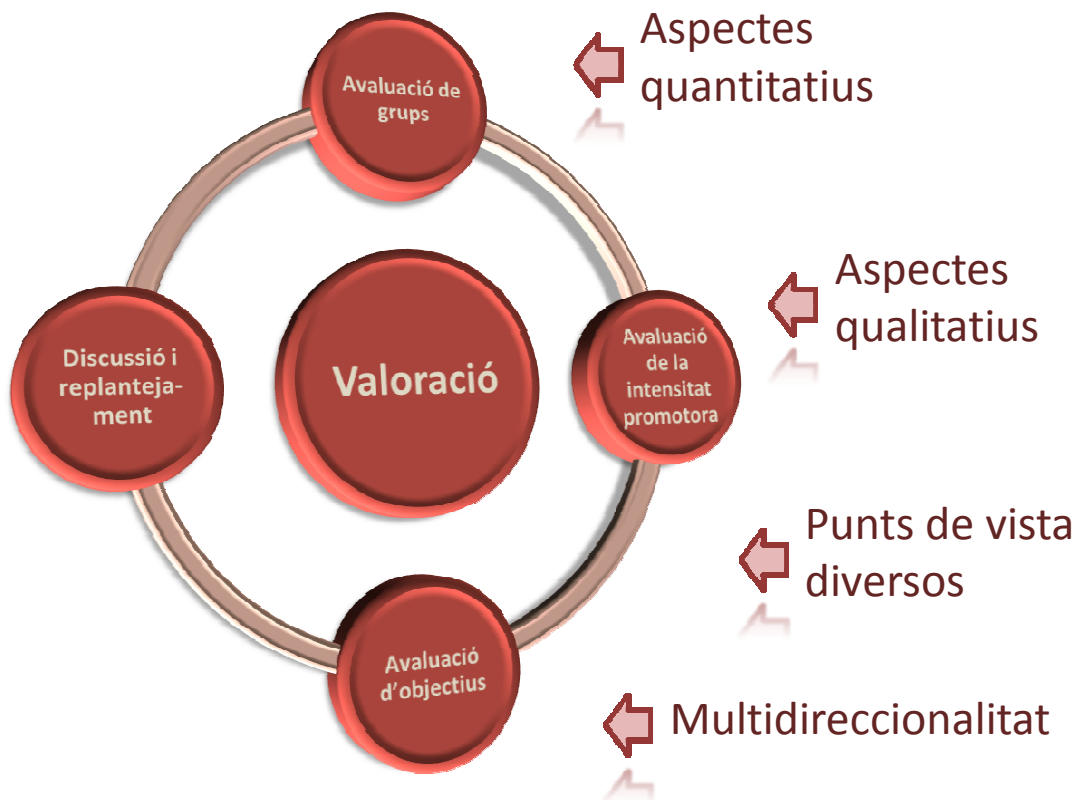 Aspectes
quantitatius
Avaluació de
grups
Aspectes
qualitatius
Avaluació
de la
intensitat
promotora
Discussió i
replanteja-
ment
Valoració
Punts de vista
diversos
Avaluació
d'objectius
Multidireccionalitat